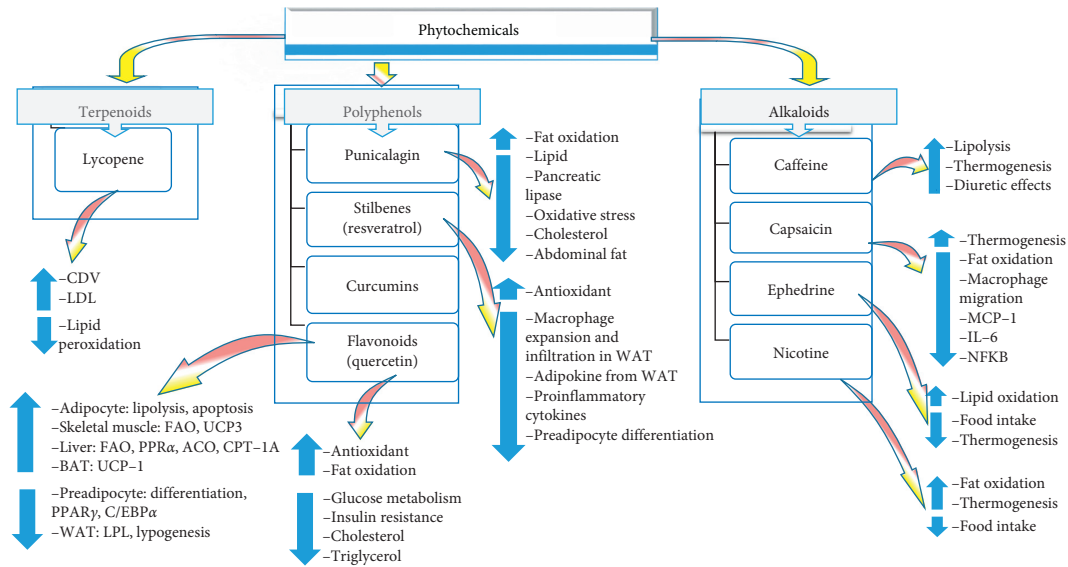 Phytochemicals
Terpenoids
Lycopene
–CDV
–LDL
–Lipid
peroxidation
Polyphenols
Punicalagin
–Fat oxidation
–Lipid
–Pancreatic
lipase
–Oxidative stress
–Cholesterol
–Abdominal fat
Stilbenes
(resveratrol)
–Antioxidant
–Macrophage
expansion and
infiltration in WAT
–Adipokine from WAT
–Proinflammatory
cytokines
–Preadipocyte differentiation
Curcumins
Flavonoids
(quercetin)
–Adipocyte: lipolysis, apoptosis
–Skeletal muscle: FAO, UCP3
–Liver: FAO, PPRα, ACO, CPT–1A
–BAT: UCP–1
–Preadipocyte: differentiation,
PPARγ, C/EBPα
–WAT: LPL, lypogenesis
–Antioxidant
–Fat oxidation
–Glucose metabolism
–Insulin resistance
–Cholesterol
–Triglycerol
Alkaloids
Caffeine
–Lipolysis
–Thermogenesis
–Diuretic effects
Capsaicin
–Thermogenesis
–Fat oxidation
–Macrophage
migration
–MCP–1
–IL–6
–NFKB
Ephedrine
–Lipid oxidation
–Food intake
–Thermogenesis
Nicotine
–Fat oxidation
–Thermogenesis
–Food intake